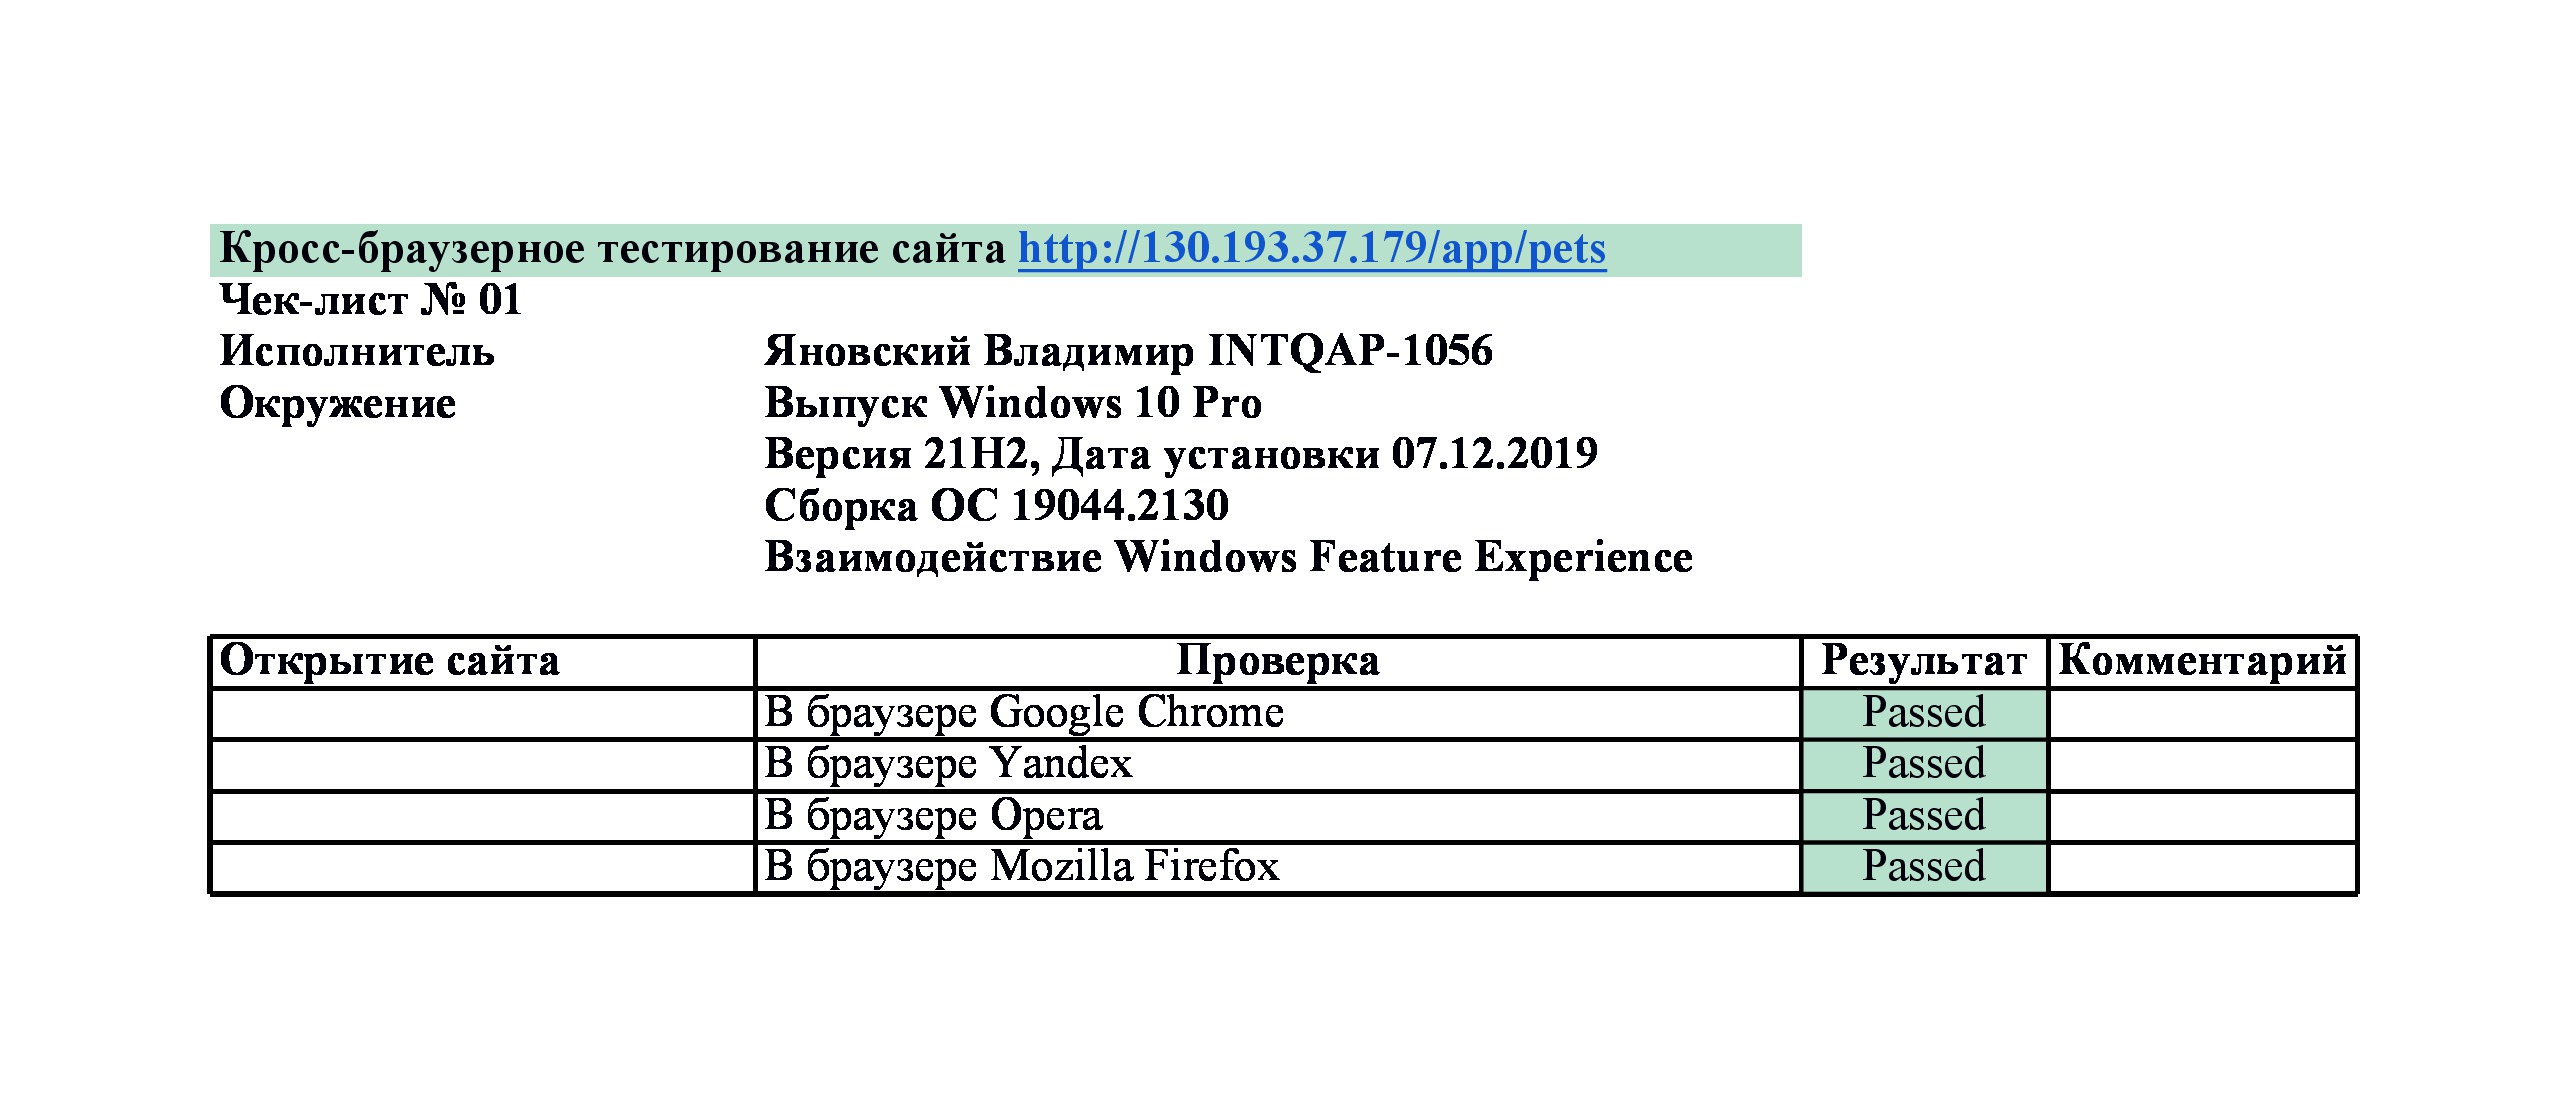 Кросс-браузерное тестирование сайта http://130.193.37.179/app/pets
Чек-лист № 01
Исполнитель Яновский Владимир INTQAP-1056
Окружение Выпуск Windows 10 Pro
Версия 21H2, Дата установки 07.12.2019
Сборка ОС 19044.2130
Взаимодействие Windows Feature Experience
Открытие сайта Проверка Результат Комментарий
В браузере Google Chrome Passed
В браузере Yandex Passed
В браузере Opera Passed
В браузере Mozilla Firefox Passed